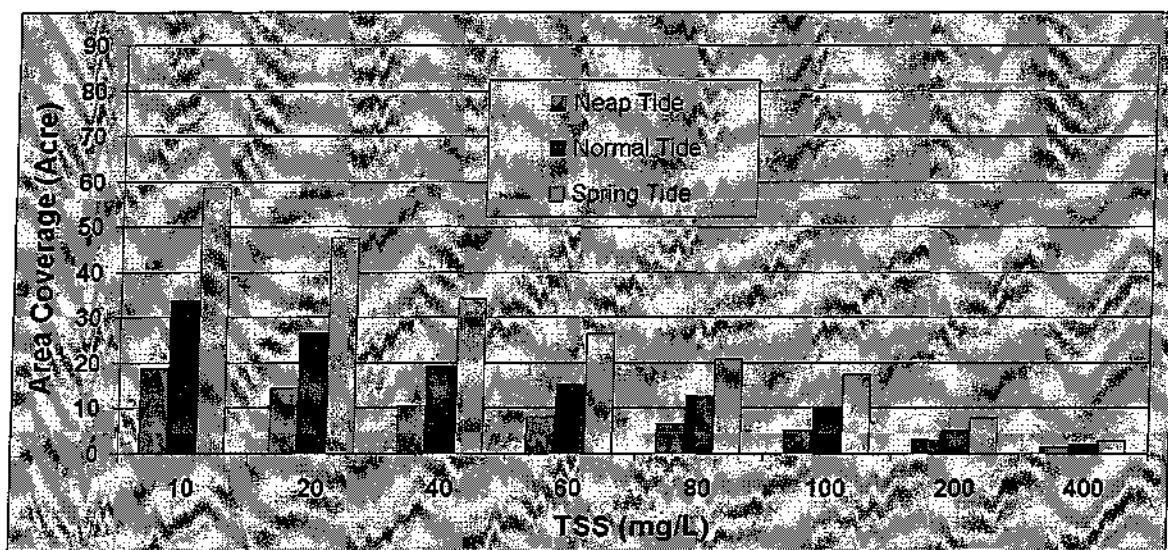 Area Coverage (Acre)
90
80
70
60
50
40
30
20
10
0
Neap Tide
Normal Tide
Spring Tide
10 20 40 60 80 100 200 400
TSS (mg/L)